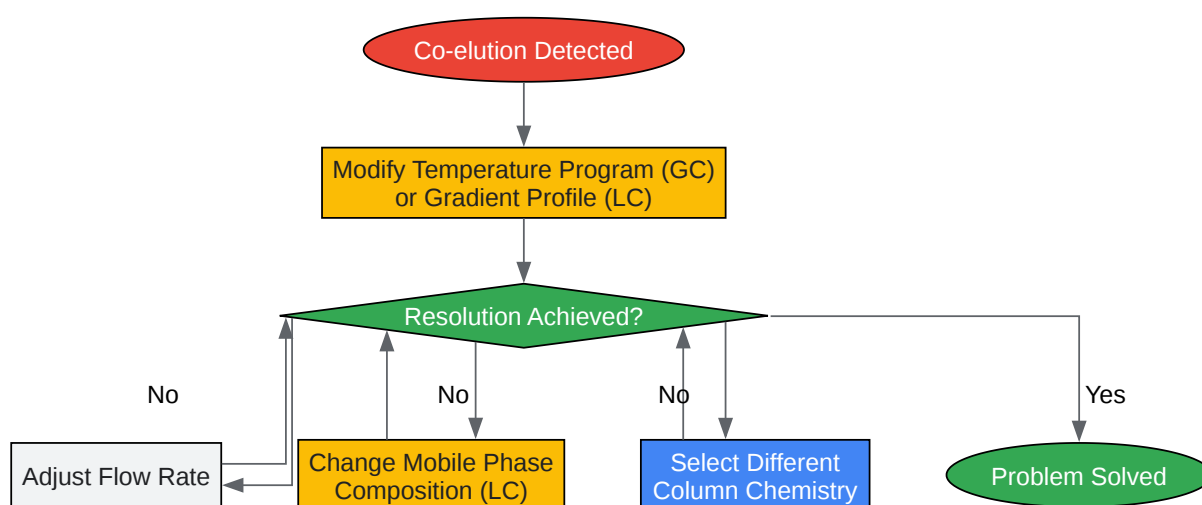 Co-elution Detected
Modify Temperature Program (GC)
or Gradient Profile (LC)
Resolution Achieved?
No
No
No
Yes
Adjust Flow Rate
Change Mobile Phase
Composition (LC)
Select Different
Column Chemistry
Problem Solved